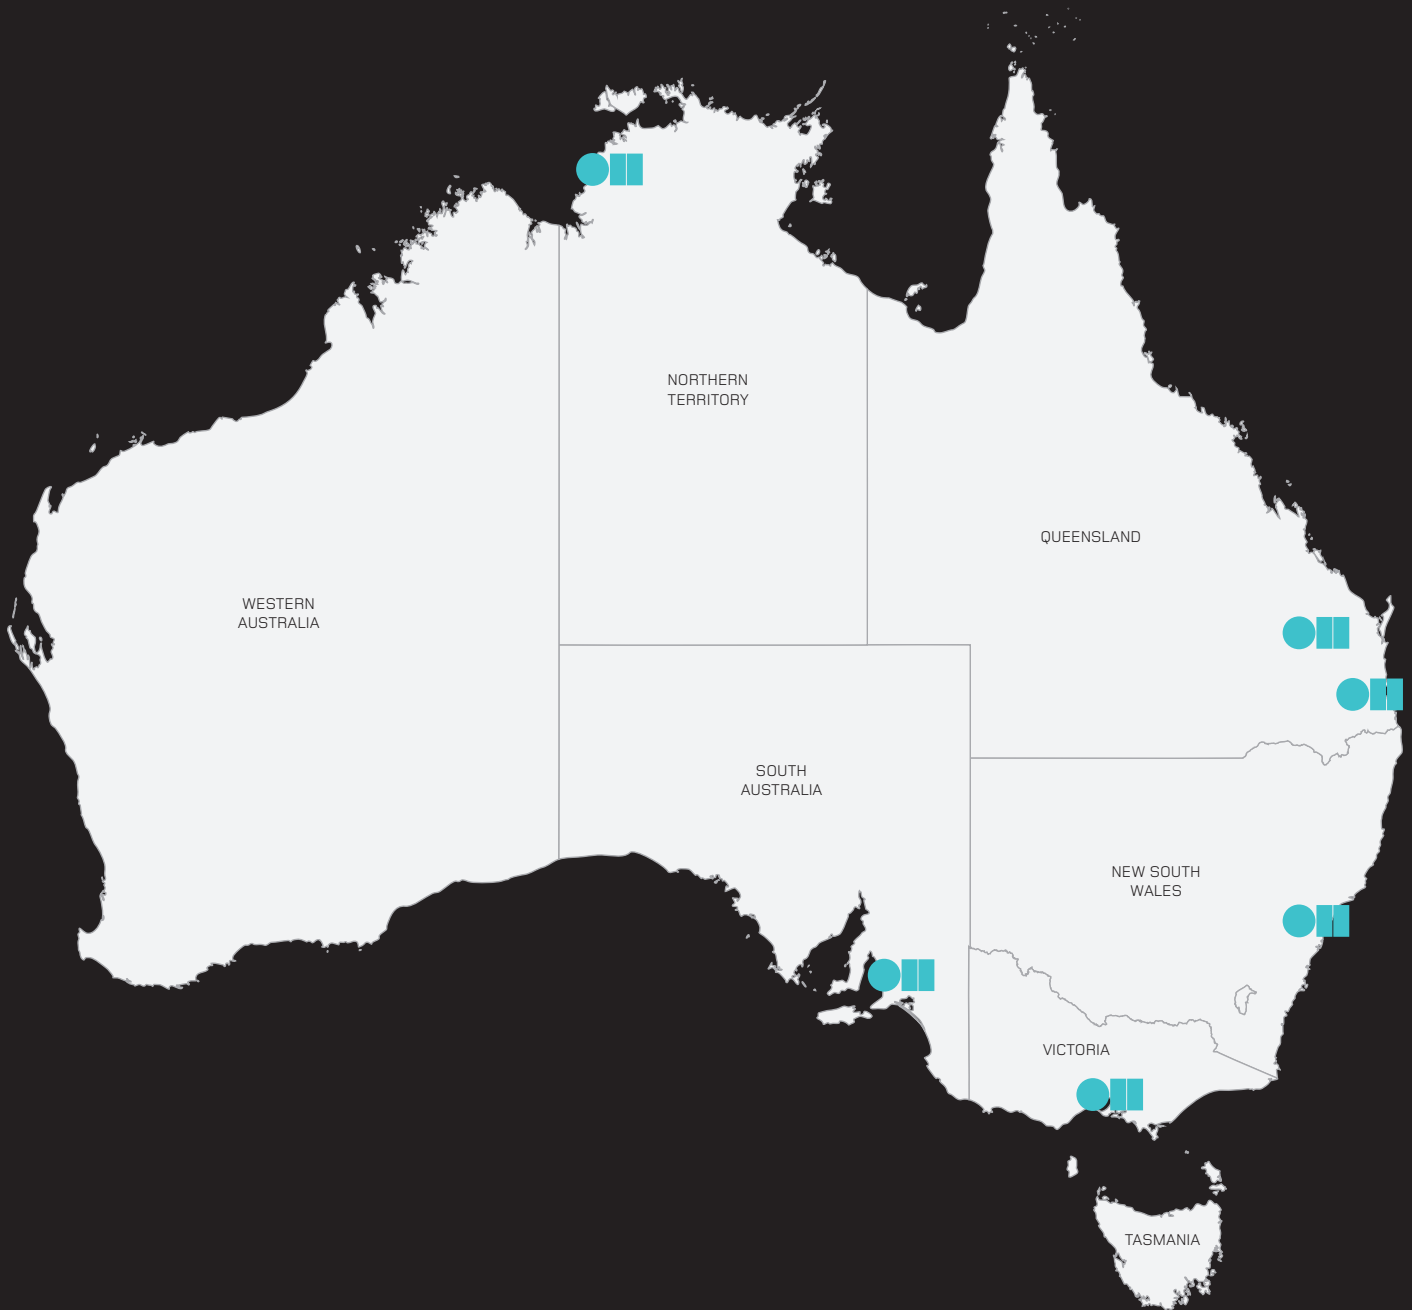 NORTHERN
TERRITORY
QUEENSLAND
WESTERN
AUSTRALIA
SOUTH
AUSTRALIA
NEW SOUTH
WALES
VICTORIA
TASMANIA